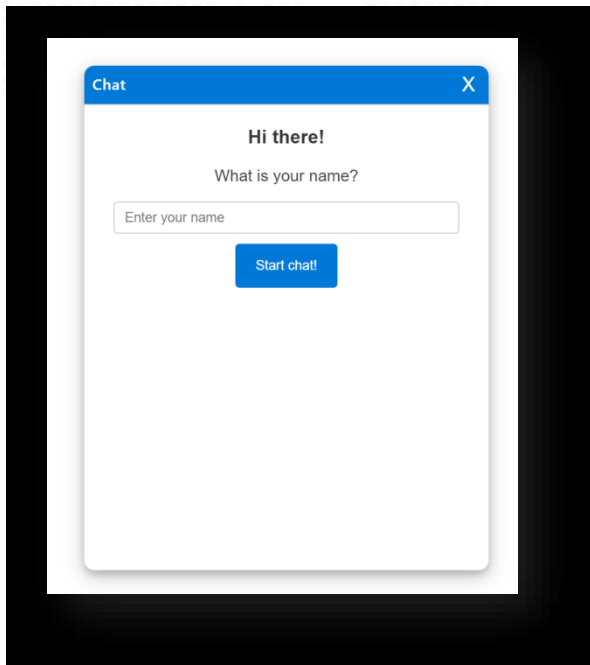 Chat X
Hi there!
What is your name?
Enter your name
Start chat!